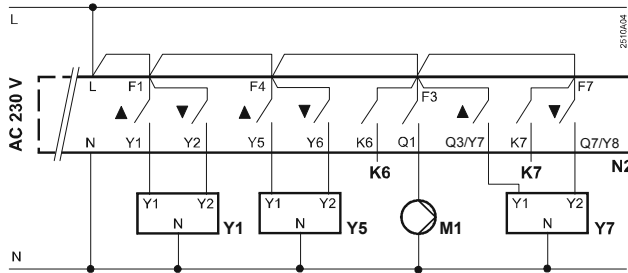 L
2510A04
L F1 F4 F3 F7
AC 230 V
N Y1 Y2 Y5 Y6 K6 Q1 Q3/Y7 K7 Q7/Y8
K6 K7 N2
Y1 Y2 Y1 Y2 Y1 Y2
N Y1 N Y5 M1 N Y7
N